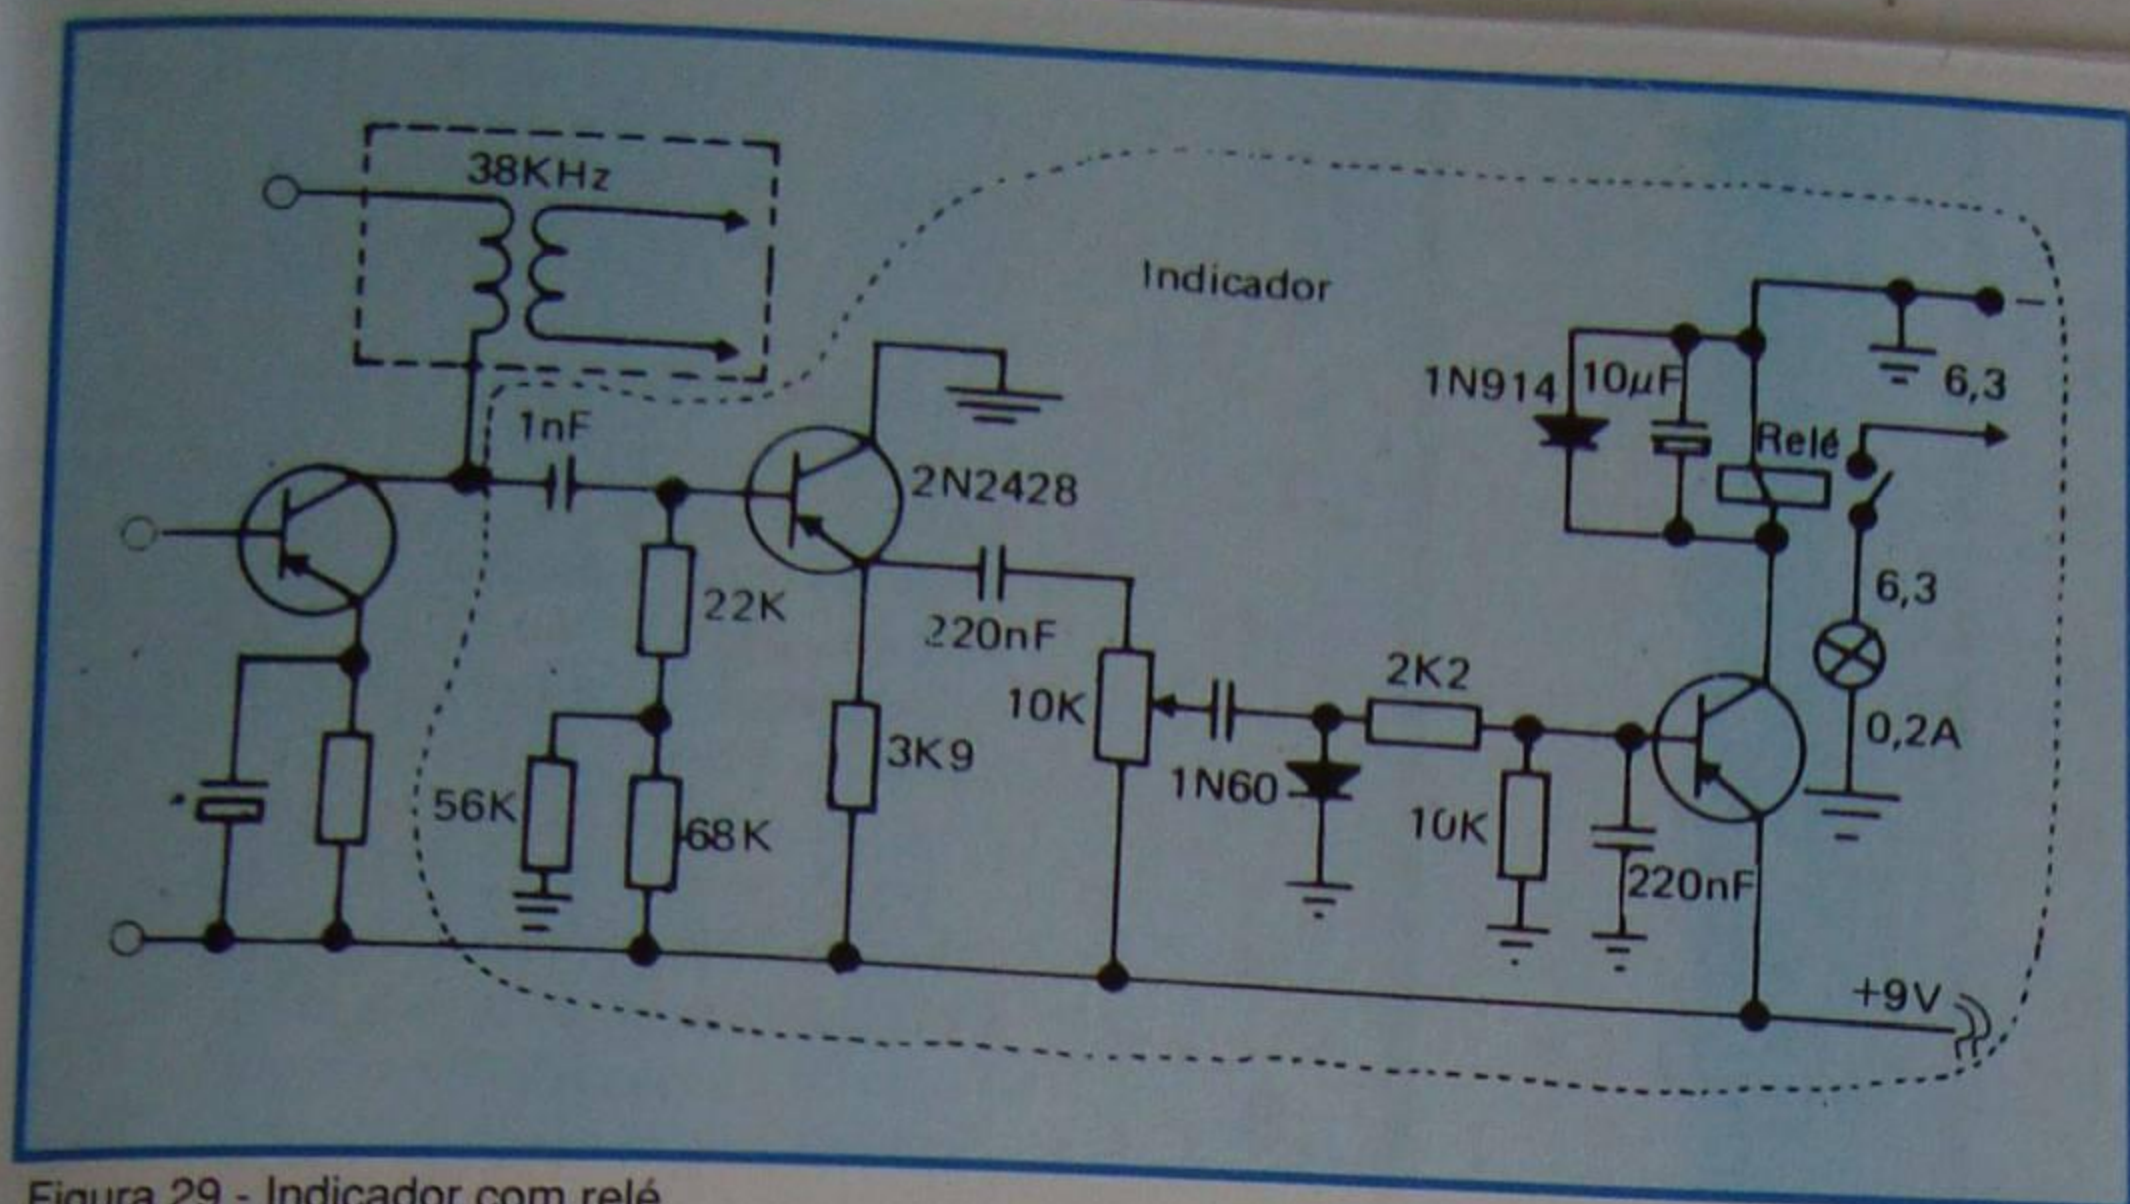 38KHz
Indicador
1nF
2N2428
1N914
10µF
6,3
Relé
22K
220nF
6,3
2K2
10K
3K9
1N60
0,2A
56K
68K
10K
220nF
+9V
Figura 29 - Indicador com relé